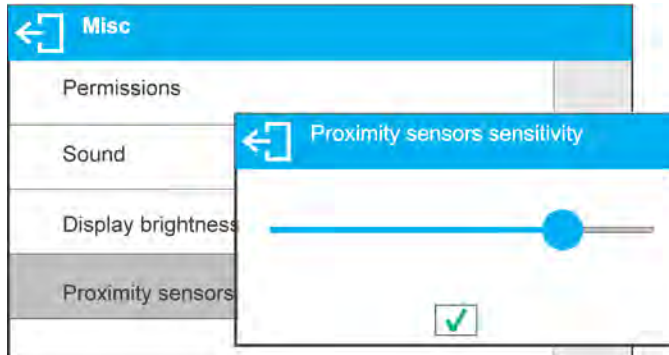 Misc
Permissions
Sound
Display brightness
Proximity sensors
Proximity sensors sensitivity